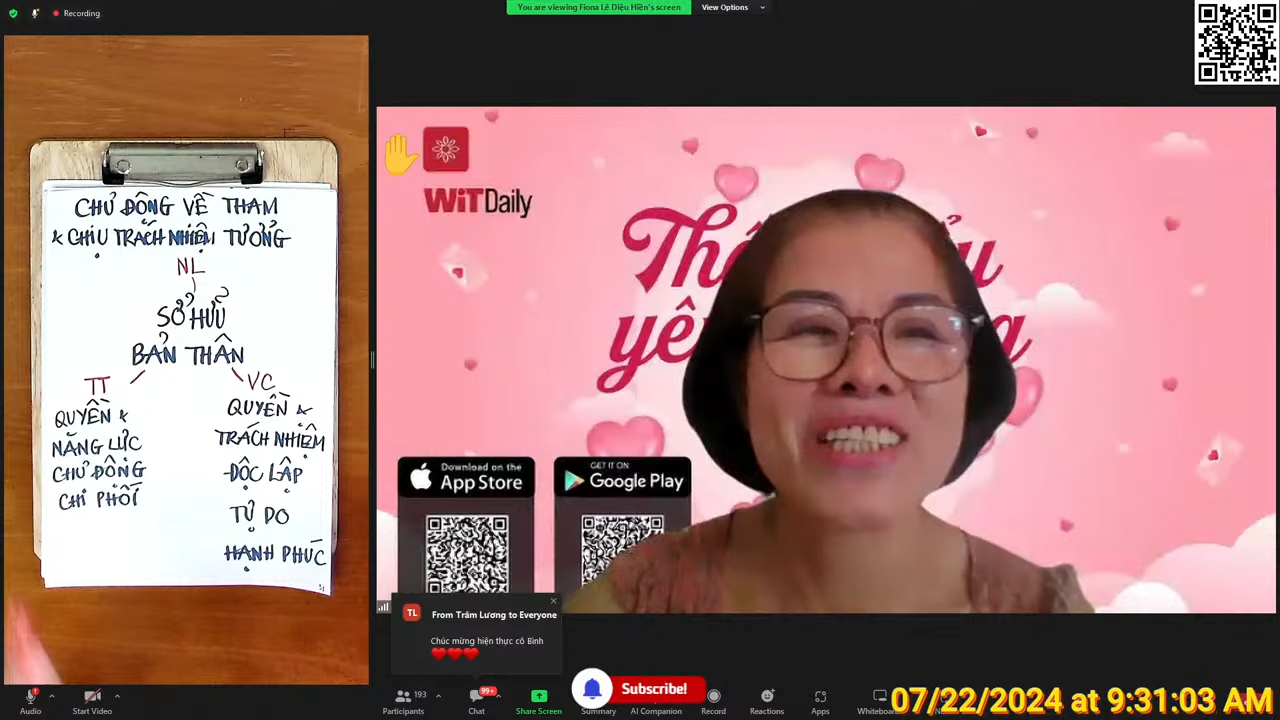 Recording
You are viewing Fiona Lê Diệu Hiền's screen
View Options
CHỦ ĐỘNG VỀ THAM
& CHỊU TRÁCH NHIỆM TƯỞNG
NL
SỞ HỮU
BẢN THÂN
TT
QUYỀN &
NĂNG LỰC
CHỦ ĐỘNG
CHI PHỐI
VC
QUYỀN &
TRÁCH NHIỆM
ĐỘC LẬP
TỰ DO
HẠNH PHÚC
WiTDaily
yê
Download on the
App Store
GET IT ON
Google Play
TL
From Trâm Lương to Everyone
Chúc mừng hiện thực cô Bình
Audio
Start Video
193
Participants
99+
Chat
Share Screen
Subscribe!
Summary
AI Companion
Record
Reactions
Apps
Whiteboards
07/22/2024 at 9:31:03 AM